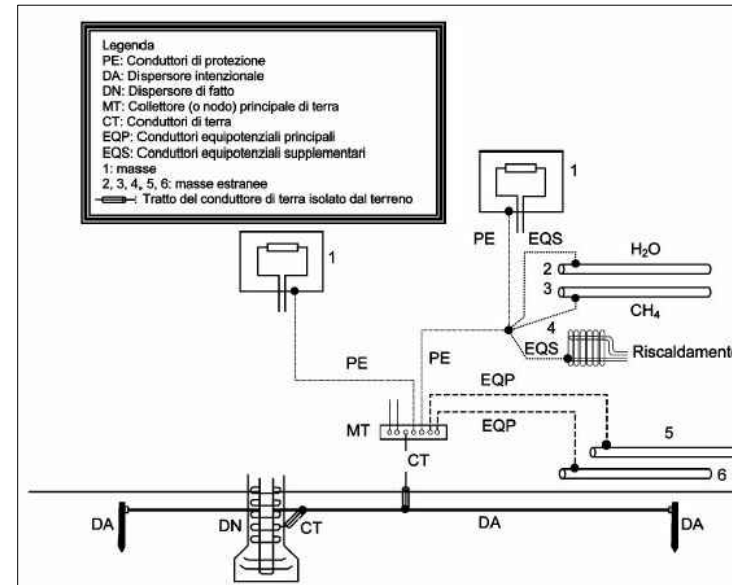 Legenda
PE: Conduttori di protezione
DA: Dispersore intenzionale
DN: Dispersore di fatto
MT: Collettore (o nodo) principale di terra
CT: Conduttori di terra
EQP: Conduttori equipotenziali principali
EQS: Conduttori equipotenziali supplementari
1: masse
2, 3, 4, 5, 6: masse estranee
Tratto del conduttore di terra isolato dal terreno
1
PE EQS
H₂O
1
2
3
CH₄
4
EQS
Riscaldamento
PE PE
EQP
MT
EQP
5
CT
6
DA DN CT DA DA